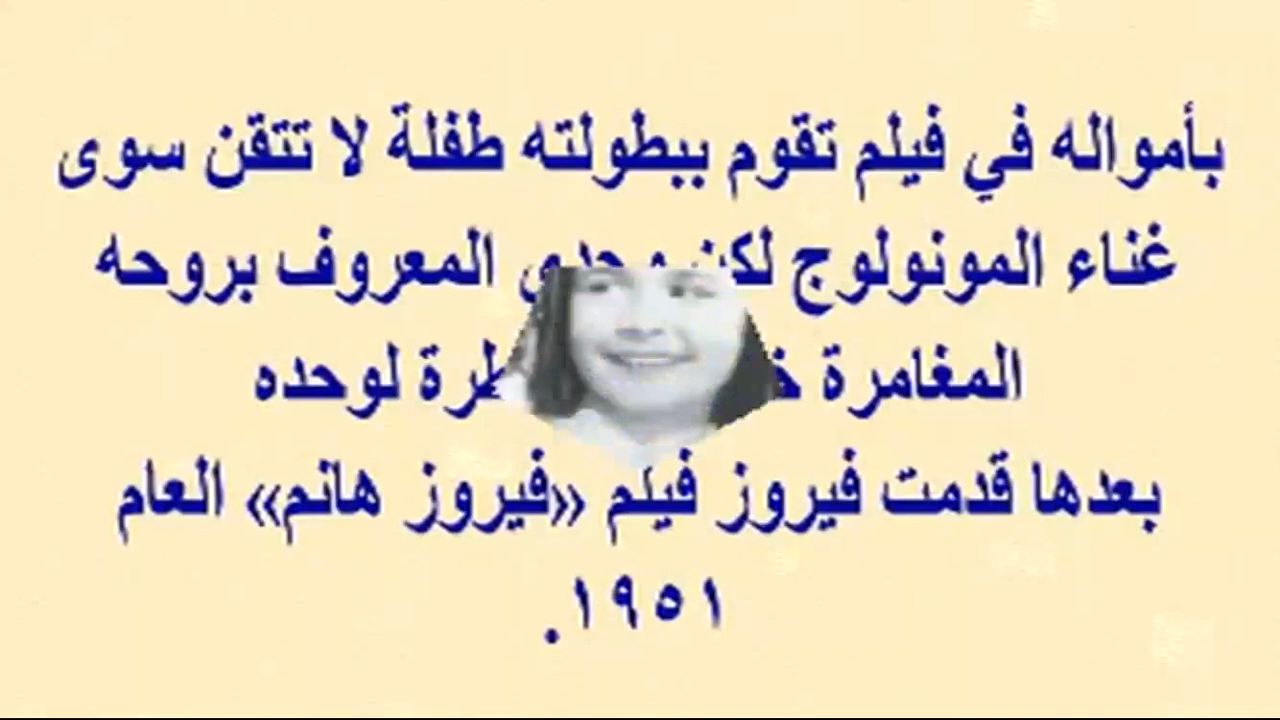 بأمواله في فيلم تقوم ببطولته طفلة لا تتقن سوى
غناء المونولوج لكن وجدي المعروف بروحه
المغامرة لوحده
بعدها قدمت فيروز فيلم «فيروز هانم» العام
١٩٥١.